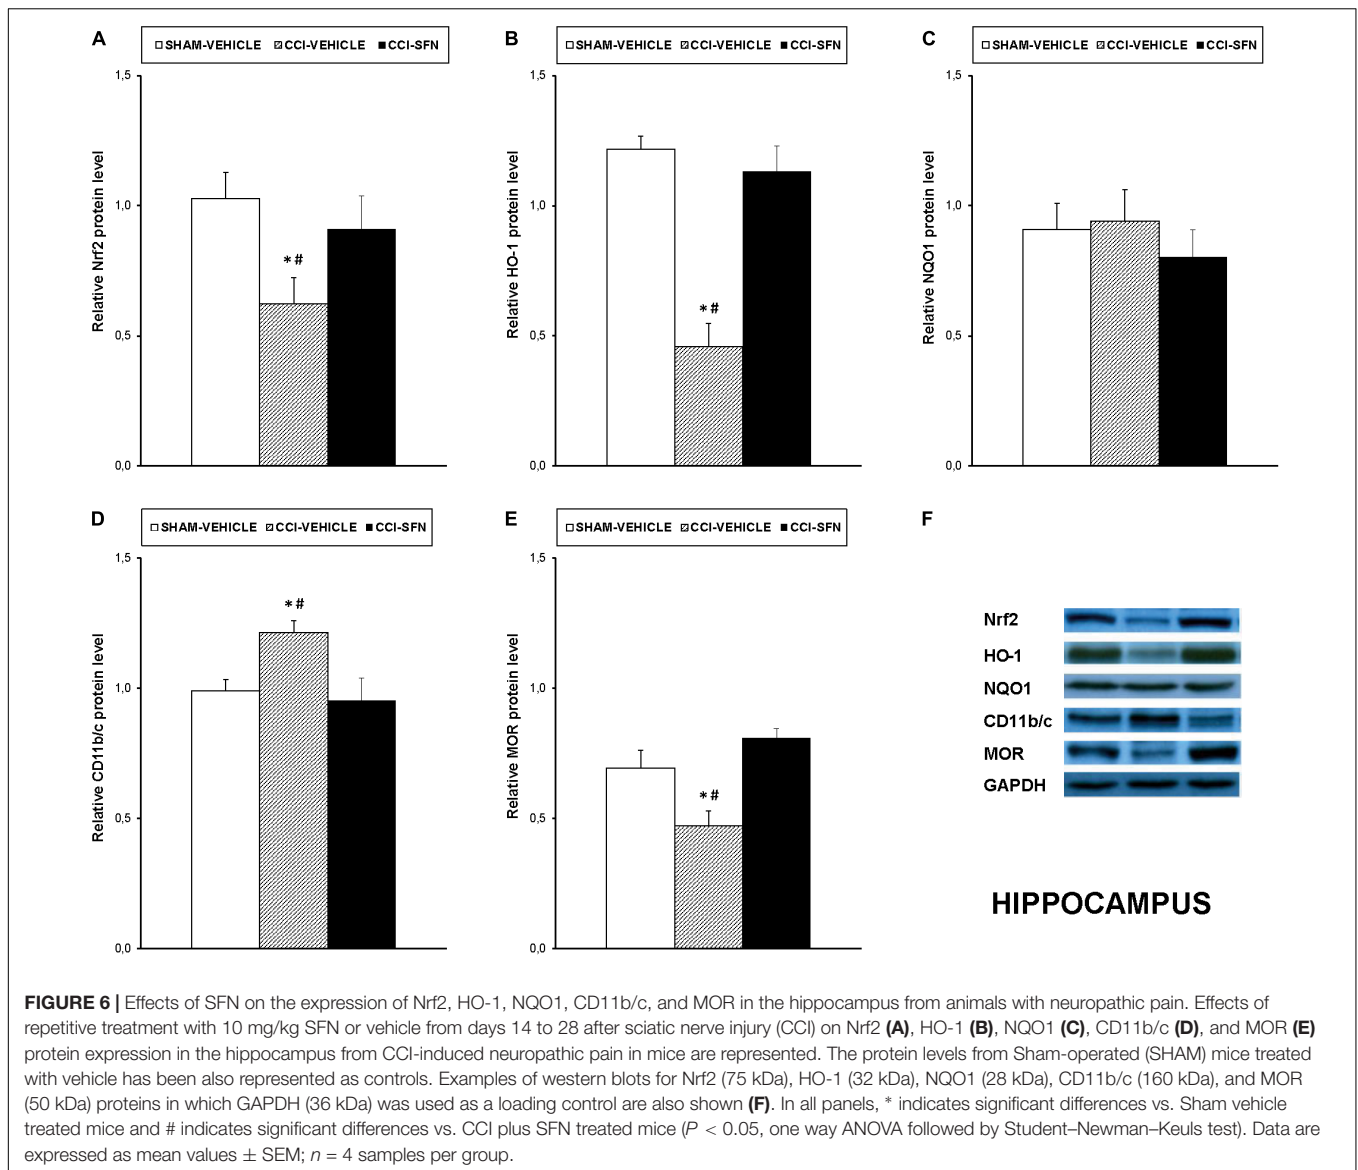 A
SHAM-VEHICLE CCI-VEHICLE CCI-SFN
Relative Nrf2 protein level
1,5
1,0
0,5
0,0
*#
B
SHAM-VEHICLE CCI-VEHICLE CCI-SFN
Relative HO-1 protein level
1,5
1,0
0,5
0,0
*#
C
SHAM-VEHICLE CCI-VEHICLE CCI-SFN
Relative NQO1 protein level
1,5
1,0
0,5
0,0
D
SHAM-VEHICLE CCI-VEHICLE CCI-SFN
Relative CD11b/c protein level
1,5
1,0
0,5
0,0
*#
E
SHAM-VEHICLE CCI-VEHICLE CCI-SFN
Relative MOR protein level
1,5
1,0
0,5
0,0
*#
F
Nrf2
HO-1
NQO1
CD11b/c
MOR
GAPDH
HIPPOCAMPUS
FIGURE 6 | Effects of SFN on the expression of Nrf2, HO-1, NQO1, CD11b/c, and MOR in the hippocampus from animals with neuropathic pain. Effects of
repetitive treatment with 10 mg/kg SFN or vehicle from days 14 to 28 after sciatic nerve injury (CCI) on Nrf2 (A), HO-1 (B), NQO1 (C), CD11b/c (D), and MOR (E)
protein expression in the hippocampus from CCI-induced neuropathic pain in mice are represented. The protein levels from Sham-operated (SHAM) mice treated
with vehicle has been also represented as controls. Examples of western blots for Nrf2 (75 kDa), HO-1 (32 kDa), NQO1 (28 kDa), CD11b/c (160 kDa), and MOR
(50 kDa) proteins in which GAPDH (36 kDa) was used as a loading control are also shown (F). In all panels, * indicates significant differences vs. Sham vehicle
treated mice and # indicates significant differences vs. CCI plus SFN treated mice (P < 0.05, one way ANOVA followed by Student–Newman–Keuls test). Data are
expressed as mean values ± SEM; n = 4 samples per group.